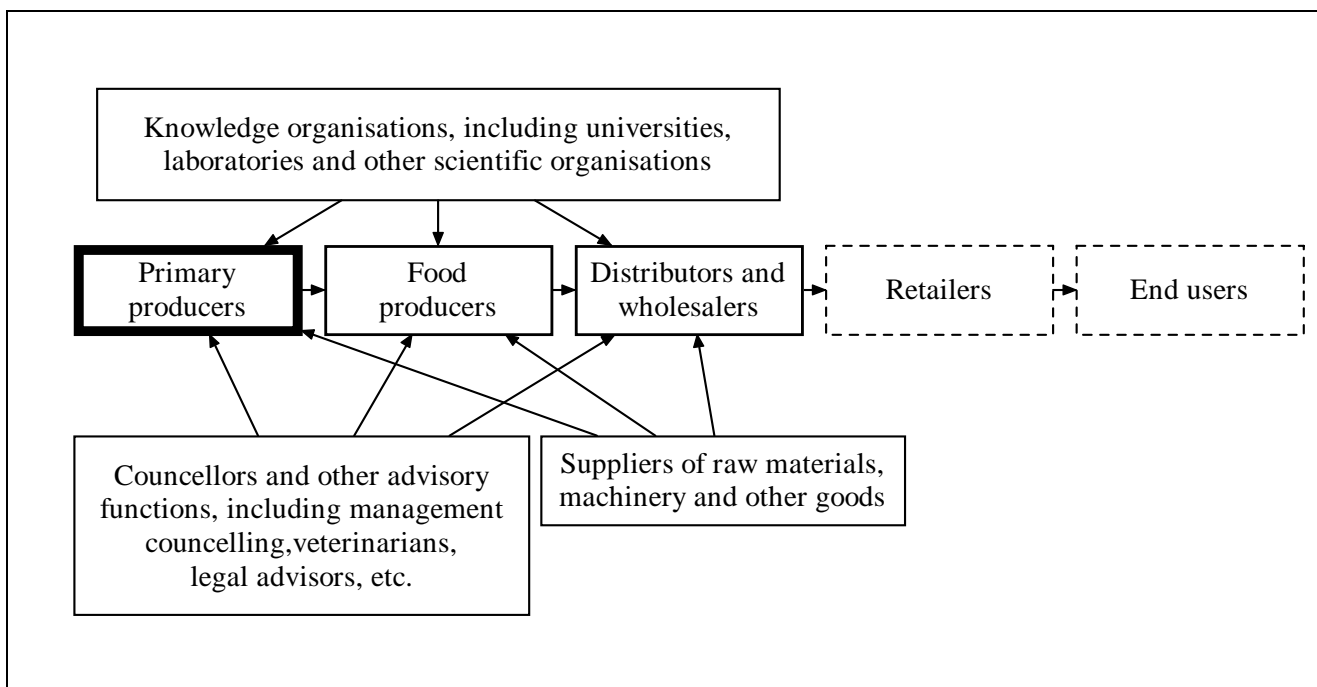 Knowledge organisations, including universities,
laboratories and other scientific organisations
Primary
producers
Food
producers
Distributors and
wholesalers
Retailers
End users
Councellors and other advisory
functions, including management
councelling,veterinarians,
legal advisors, etc.
Suppliers of raw materials,
machinery and other goods